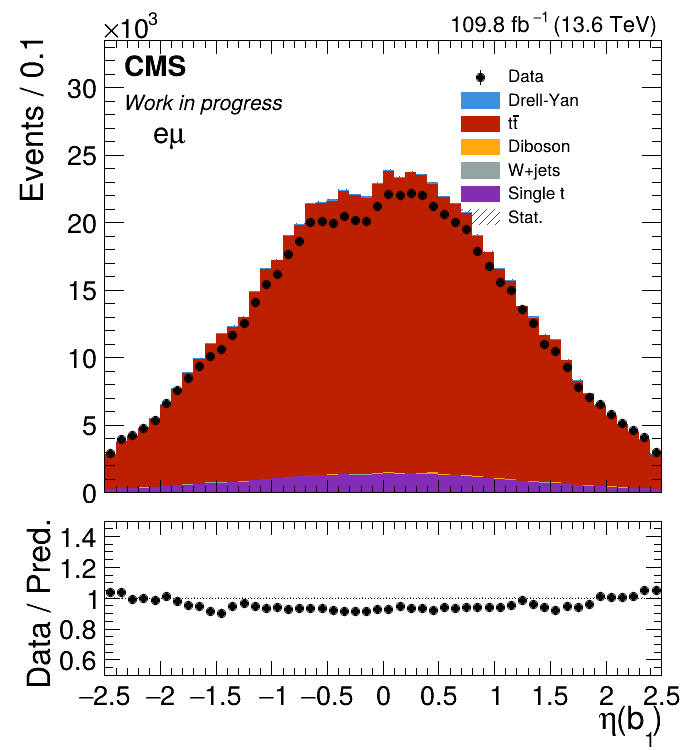 ×10³
109.8 fb⁻¹ (13.6 TeV)
CMS
Work in progress
eμ
Data
Drell-Yan
tt̄
Diboson
W+jets
Single t
Stat.
Events / 0.1
30
25
20
15
10
5
0
Data / Pred.
1.4
1.2
1
0.8
0.6
−2.5 −2 −1.5 −1 −0.5 0 0.5 1 1.5 2 2.5
η(b₁)